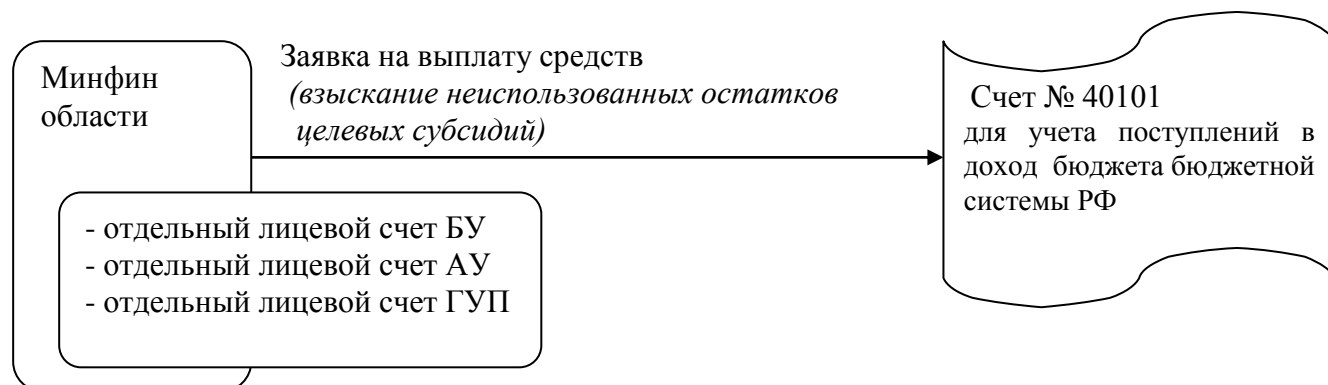 Минфин
области
Заявка на выплату средств
(взыскание неиспользованных остатков
целевых субсидий)
Счет № 40101
для учета поступлений в
доход бюджета бюджетной
системы РФ
- отдельный лицевой счет БУ
- отдельный лицевой счет АУ
- отдельный лицевой счет ГУП